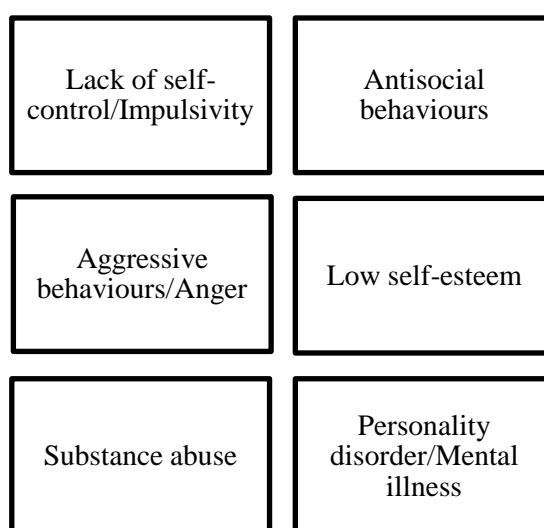 Lack of self-
control/Impulsivity
Antisocial
behaviours
Aggressive
behaviours/Anger
Low self-esteem
Substance abuse
Personality
disorder/Mental
illness